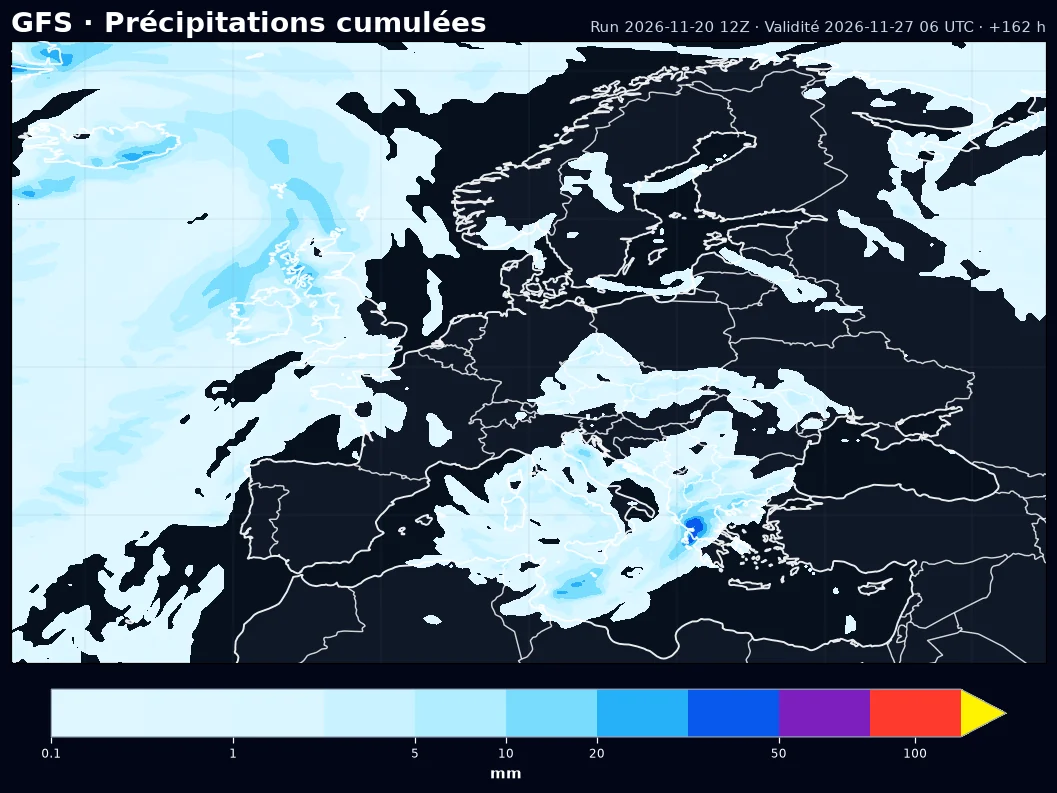 GFS · Précipitations cumulées
Run 2026-11-20 12Z · Validité 2026-11-27 06 UTC · +162 h
0.1 1 5 10 20 50 100
mm